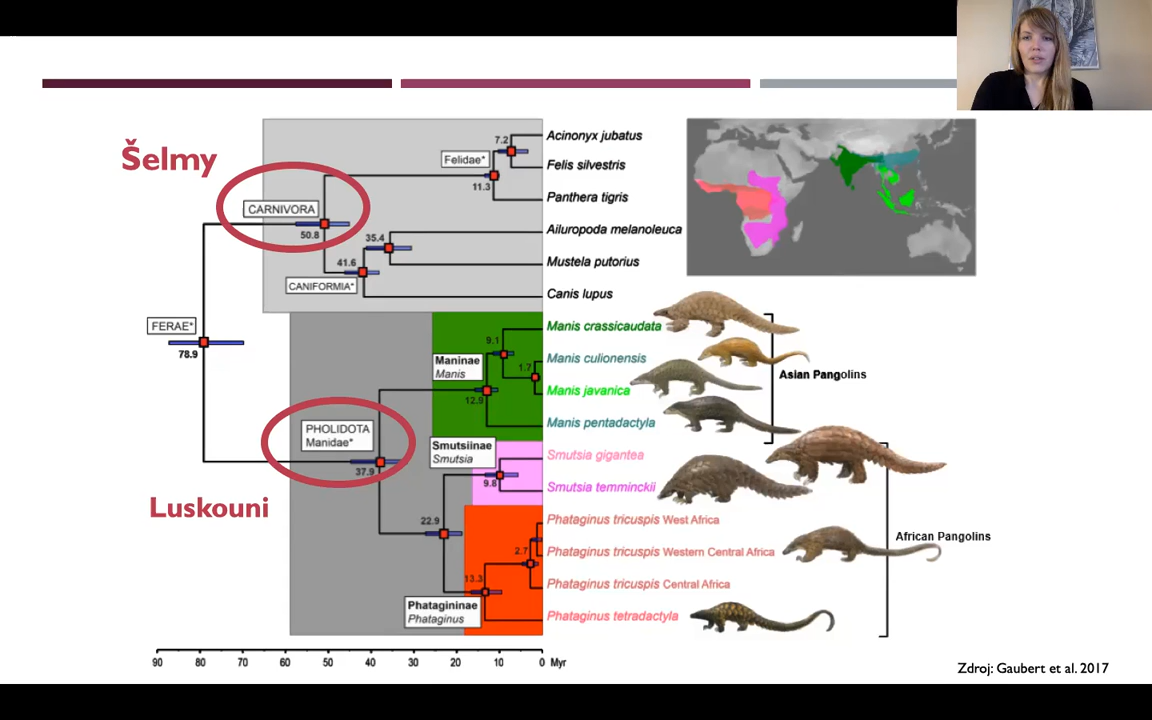 Šelmy
CARNIVORA
50.8
Felidae*
7.2
11.3
Acinonyx jubatus
Felis silvestris
Panthera tigris
35.4
41.6
CANIFORMIA*
Ailuropoda melanoleuca
Mustela putorius
Canis lupus
FERAE*
78.9
PHOLIDOTA
Manidae*
37.9
Luskouni
Maninae
Manis
9.1
1.7
12.9
Manis crassicaudata
Manis culionensis
Manis javanica
Manis pentadactyla
Asian Pangolins
Smutsiinae
Smutsia
9.8
Smutsia gigantea
Smutsia temminckii
22.9
2.7
13.3
Phatagininae
Phataginus
Phataginus tricuspis West Africa
Phataginus tricuspis Western Central Africa
Phataginus tricuspis Central Africa
Phataginus tetradactyla
African Pangolins
90 80 70 60 50 40 30 20 10 0 Myr
Zdroj: Gaubert et al. 2017